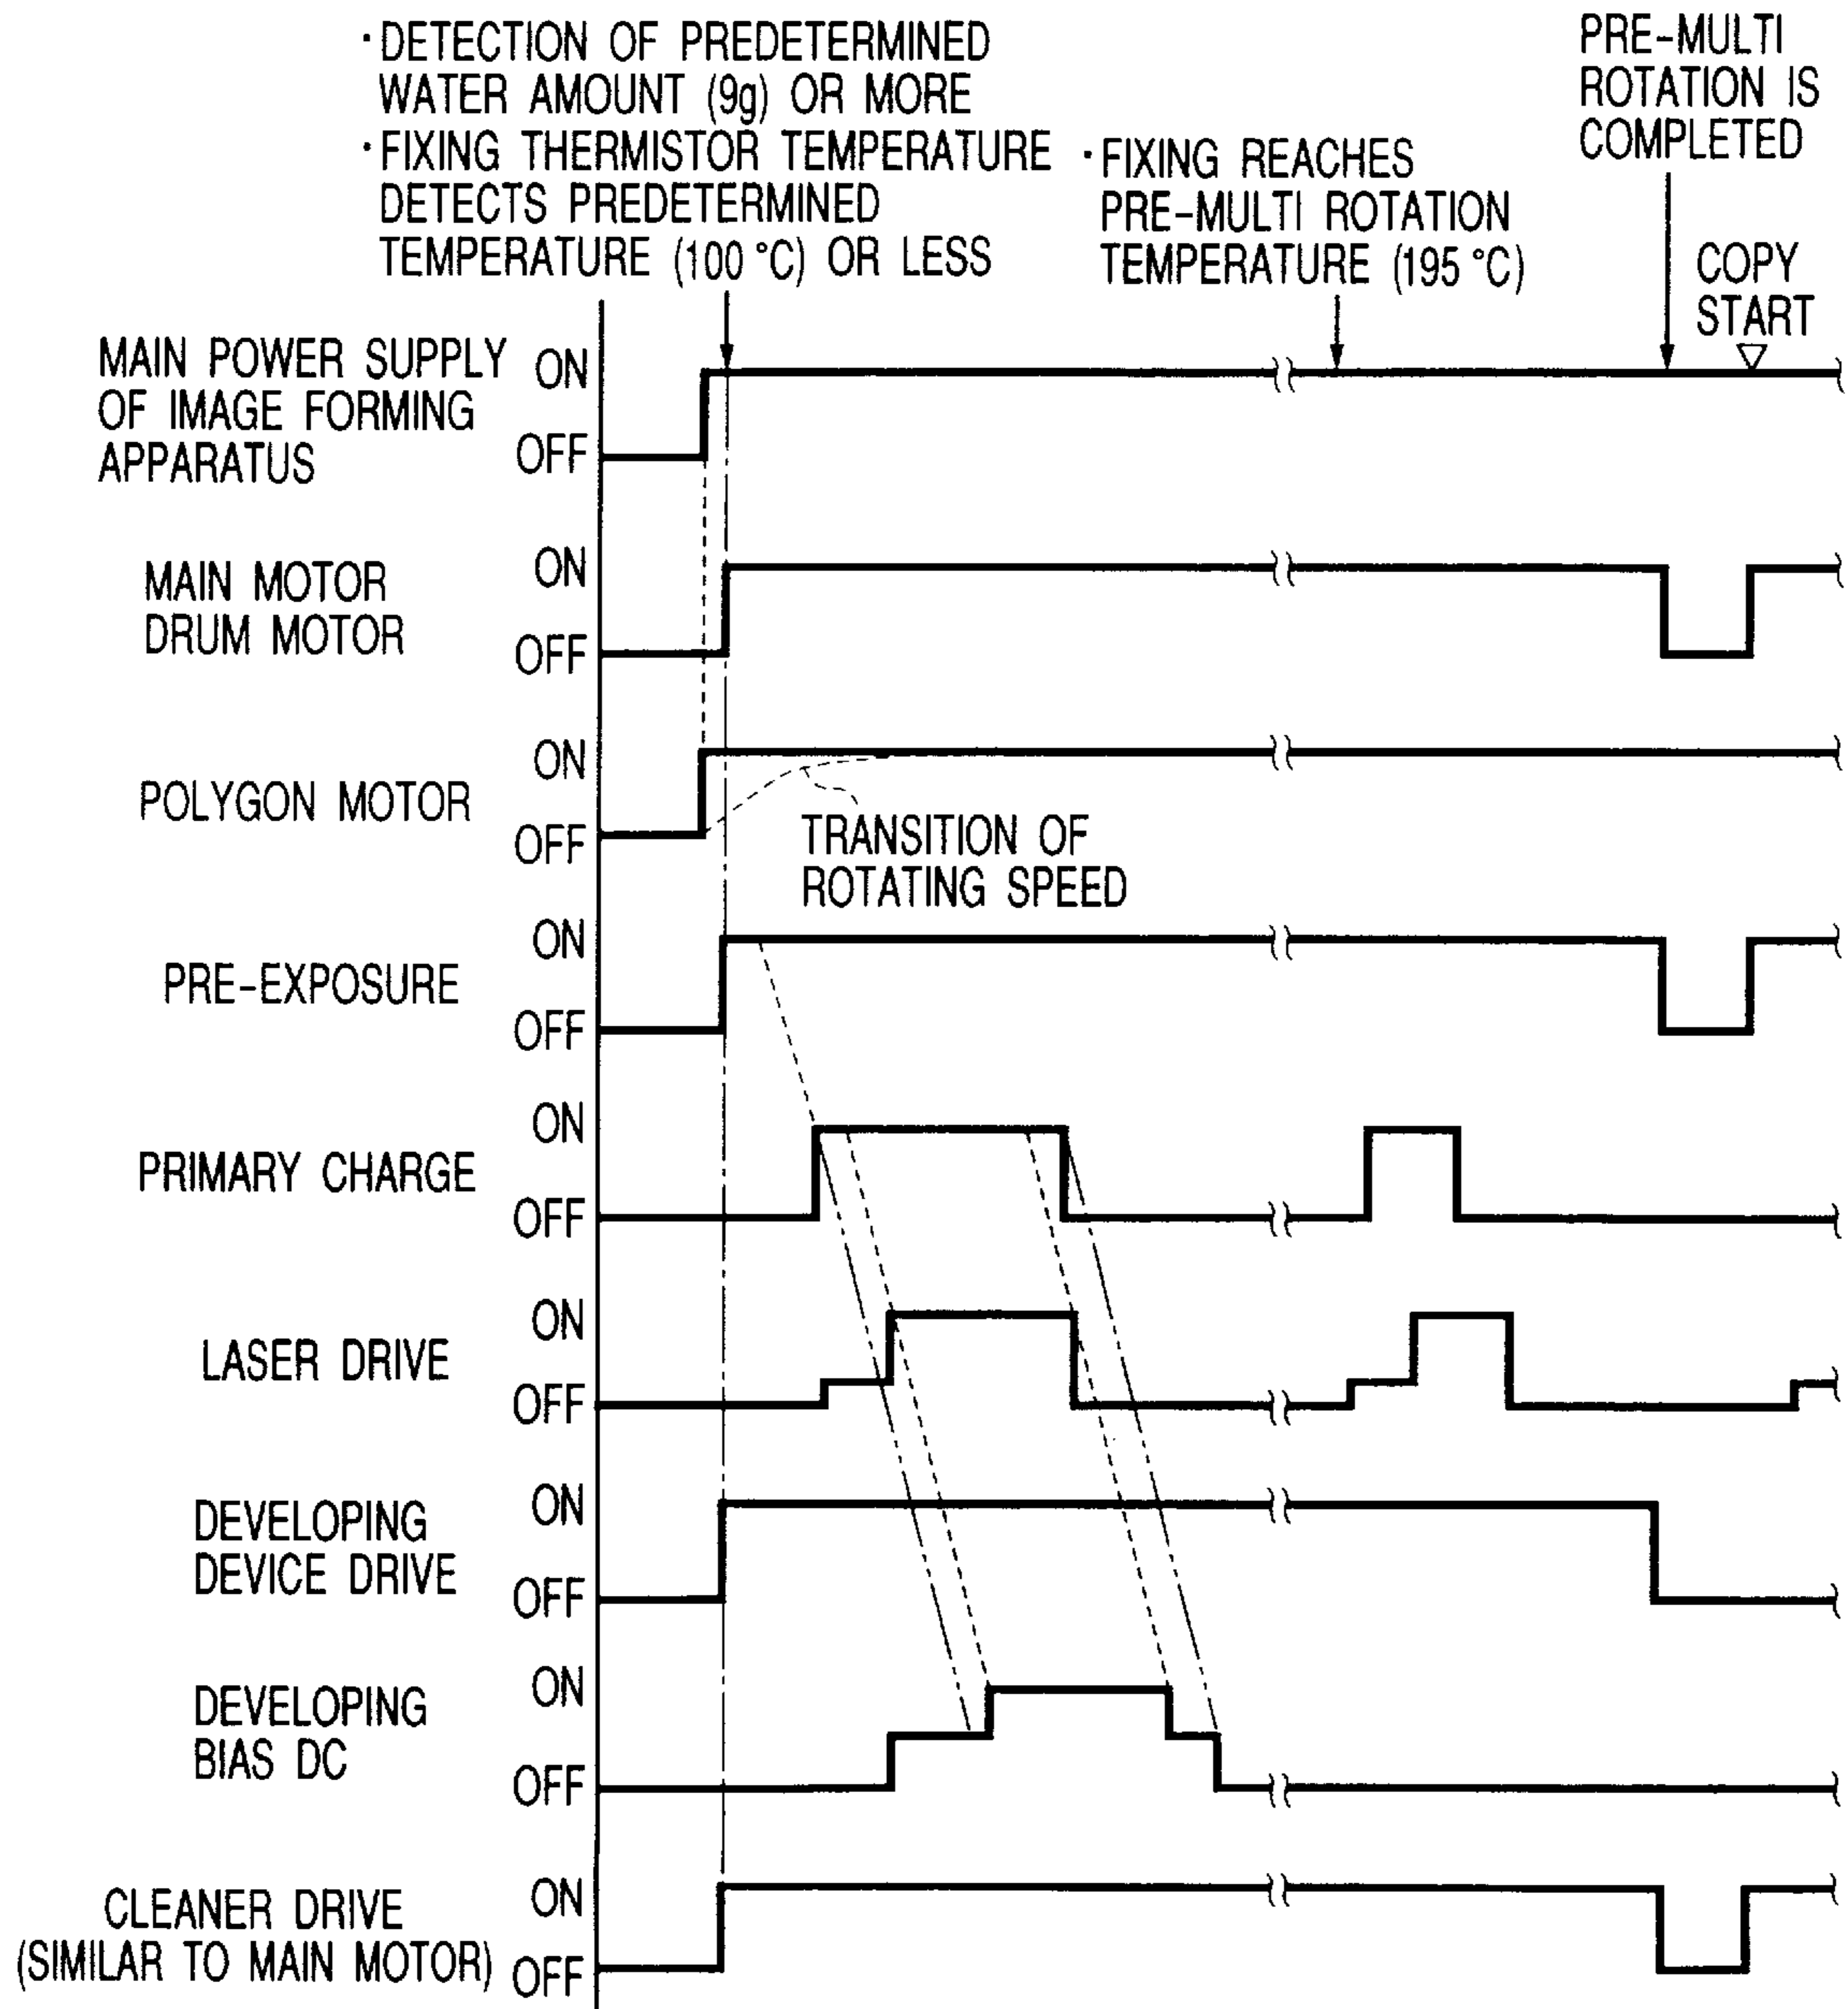 ·DETECTION OF PREDETERMINED
WATER AMOUNT (9g) OR MORE
·FIXING THERMISTOR TEMPERATURE
DETECTS PREDETERMINED
TEMPERATURE (100 °C) OR LESS
·FIXING REACHES
PRE-MULTI ROTATION
TEMPERATURE (195 °C)
PRE-MULTI
ROTATION IS
COMPLETED
COPY
START
MAIN POWER SUPPLY
OF IMAGE FORMING
APPARATUS
ON
OFF
MAIN MOTOR
DRUM MOTOR
ON
OFF
POLYGON MOTOR
ON
OFF
TRANSITION OF
ROTATING SPEED
PRE-EXPOSURE
ON
OFF
PRIMARY CHARGE
ON
OFF
LASER DRIVE
ON
OFF
DEVELOPING
DEVICE DRIVE
ON
OFF
DEVELOPING
BIAS DC
ON
OFF
CLEANER DRIVE
(SIMILAR TO MAIN MOTOR)
ON
OFF